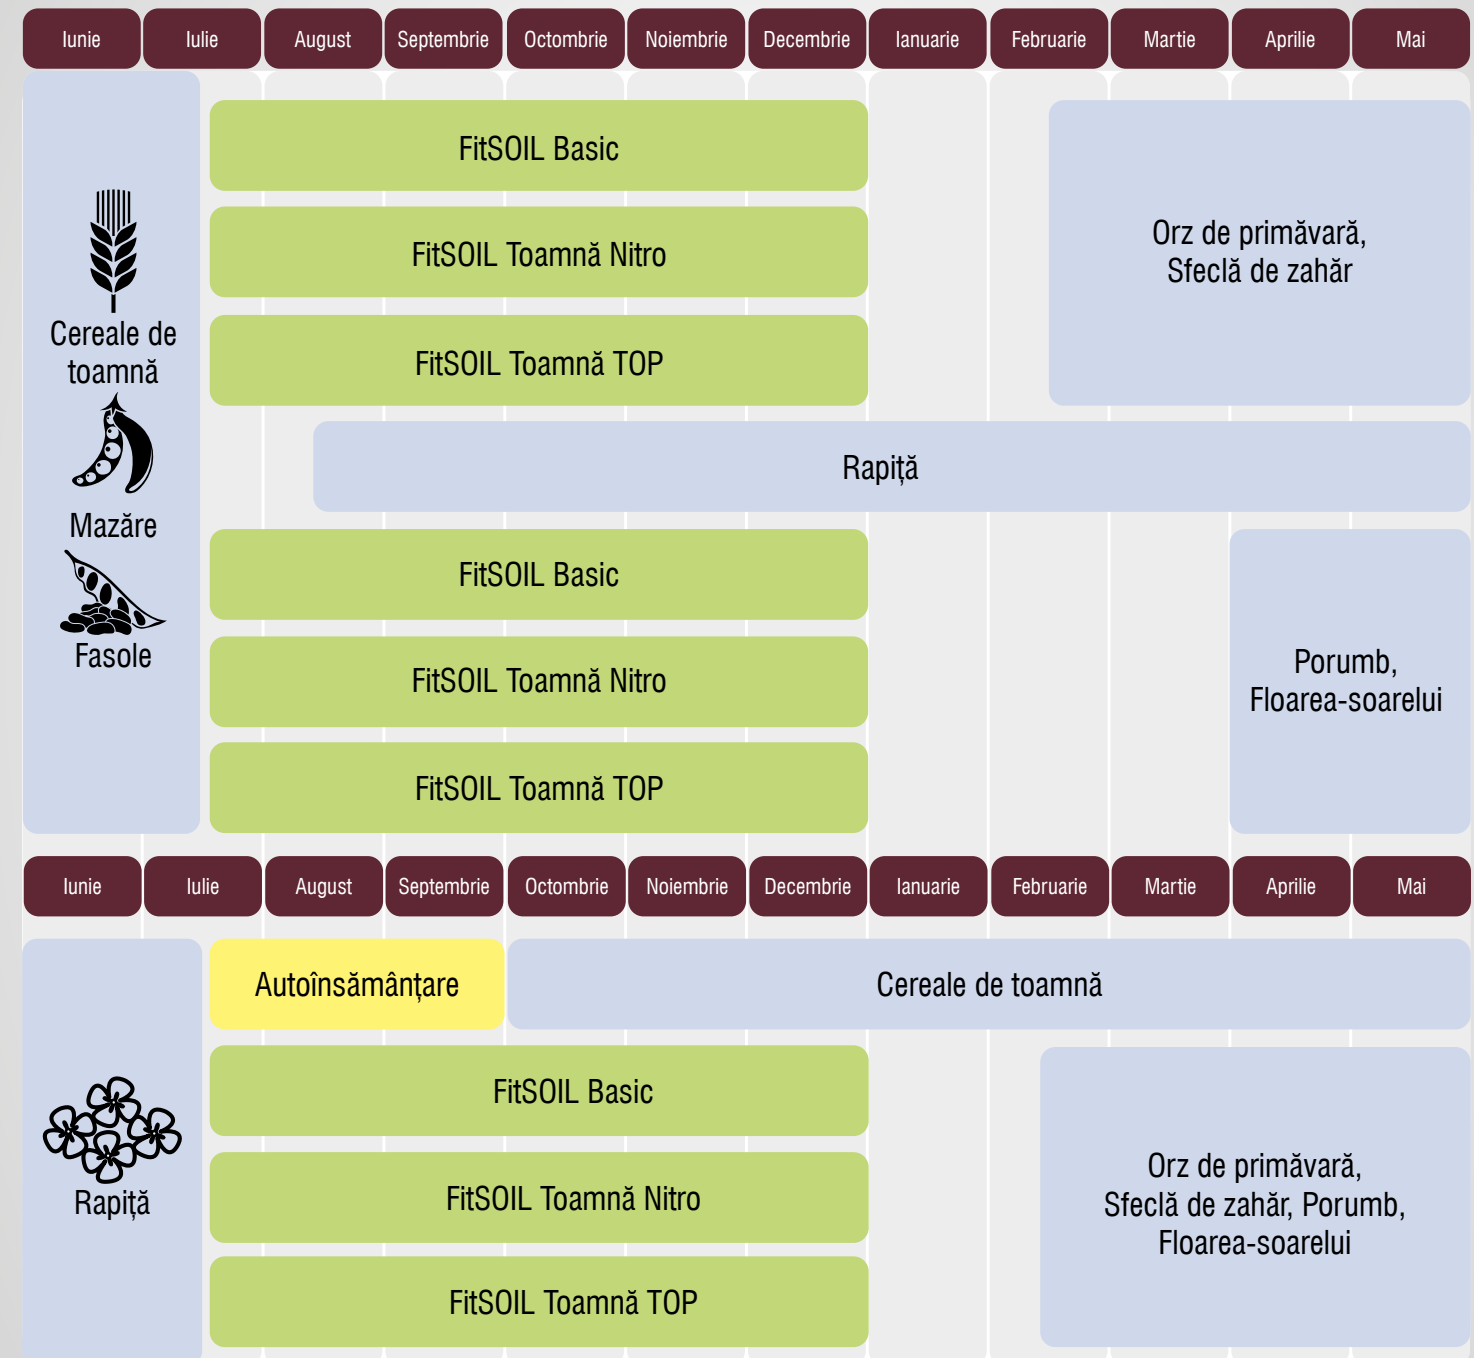 Iunie Iulie August Septembrie Octombrie Noiembrie Decembrie Ianuarie Februarie Martie Aprilie Mai
Cereale de
toamnă
Mazăre
Fasole
FitSOIL Basic
FitSOIL Toamnă Nitro
FitSOIL Toamnă TOP
Orz de primăvară,
Sfeclă de zahăr
Rapiță
FitSOIL Basic
FitSOIL Toamnă Nitro
FitSOIL Toamnă TOP
Porumb,
Floarea-soarelui
Iunie Iulie August Septembrie Octombrie Noiembrie Decembrie Ianuarie Februarie Martie Aprilie Mai
Rapiță
Autoînsămânțare
Cereale de toamnă
FitSOIL Basic
FitSOIL Toamnă Nitro
FitSOIL Toamnă TOP
Orz de primăvară,
Sfeclă de zahăr, Porumb,
Floarea-soarelui